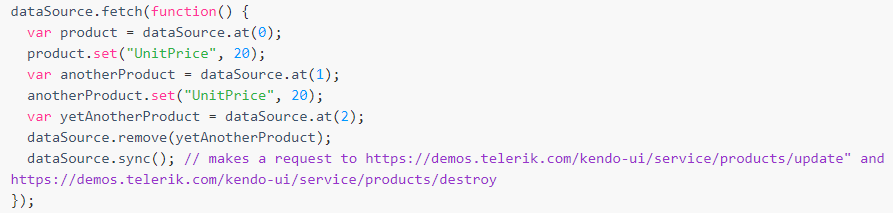 dataSource.fetch(function() {
  var product = dataSource.at(0);
  product.set("UnitPrice", 20);
  var anotherProduct = dataSource.at(1);
  anotherProduct.set("UnitPrice", 20);
  var yetAnotherProduct = dataSource.at(2);
  dataSource.remove(yetAnotherProduct);
  dataSource.sync(); // makes a request to https://demos.telerik.com/kendo-ui/service/products/update" and
https://demos.telerik.com/kendo-ui/service/products/destroy
});